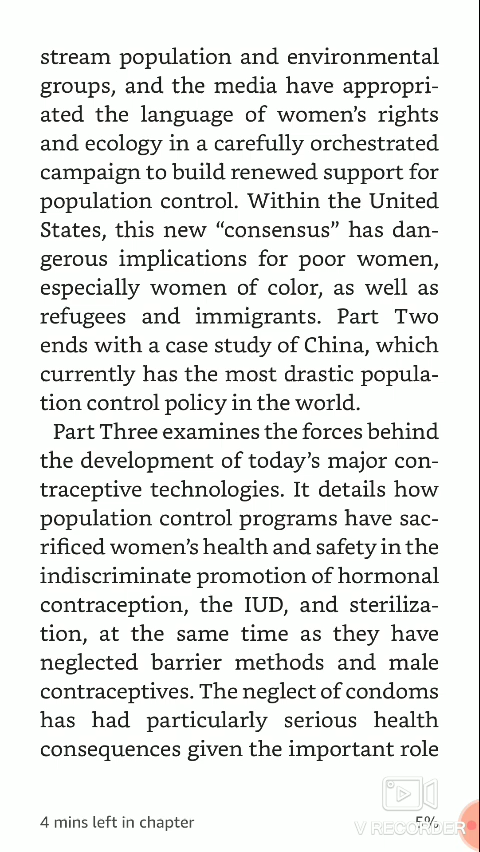 stream population and environmental
groups, and the media have appropri-
ated the language of women's rights
and ecology in a carefully orchestrated
campaign to build renewed support for
population control. Within the United
States, this new “consensus” has dan-
gerous implications for poor women,
especially women of color, as well as
refugees and immigrants. Part Two
ends with a case study of China, which
currently has the most drastic popula-
tion control policy in the world.
Part Three examines the forces behind
the development of today's major con-
traceptive technologies. It details how
population control programs have sac-
rificed women's health and safety in the
indiscriminate promotion of hormonal
contraception, the IUD, and steriliza-
tion, at the same time as they have
neglected barrier methods and male
contraceptives. The neglect of condoms
has had particularly serious health
consequences given the important role
4 mins left in chapter 5%
V RECORDER